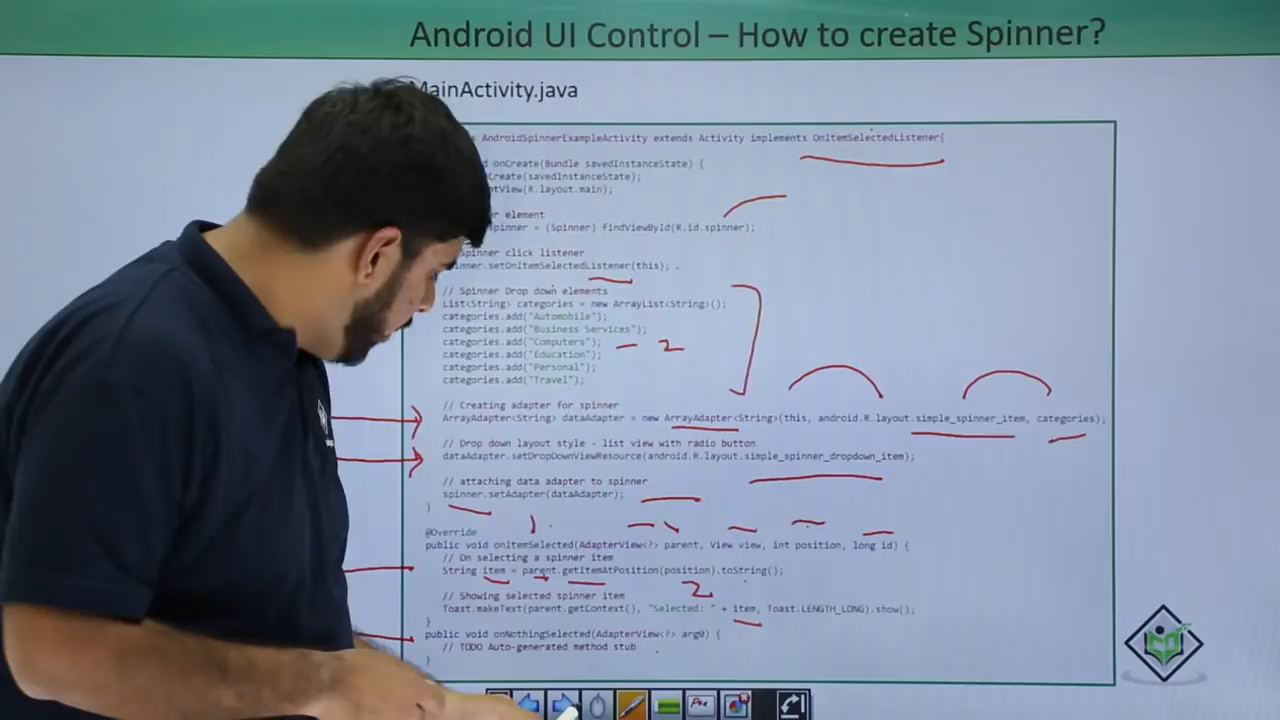 Android UI Control – How to create Spinner?
MainActivity.java
AndroidSpinnerExampleActivity extends Activity implements OnItemSelectedListener{
onCreate(Bundle savedInstanceState) {
Create(savedInstanceState);
View(R.layout.main);
element
spinner = (Spinner) findViewById(R.id.spinner);
Spinner click listener
spinner.setOnItemSelectedListener(this);
// Spinner Drop down elements
List<String> categories = new ArrayList<String>();
categories.add("Automobile");
categories.add("Business Services");
categories.add("Computers"); – 2
categories.add("Education");
categories.add("Personal");
categories.add("Travel");
// Creating adapter for spinner
ArrayAdapter<String> dataAdapter = new ArrayAdapter<String>(this, android.R.layout.simple_spinner_item, categories);
// Drop down layout style - list view with radio button
dataAdapter.setDropDownViewResource(android.R.layout.simple_spinner_dropdown_item);
// attaching data adapter to spinner
spinner.setAdapter(dataAdapter);
}
@Override
public void onItemSelected(AdapterView<?> parent, View view, int position, long id) {
// On selecting a spinner item
String item = parent.getItemAtPosition(position).toString();
2
// Showing selected spinner item
Toast.makeText(parent.getContext(), "Selected: " + item, Toast.LENGTH_LONG).show();
}
public void onNothingSelected(AdapterView<?> arg0) {
// TODO Auto-generated method stub
}